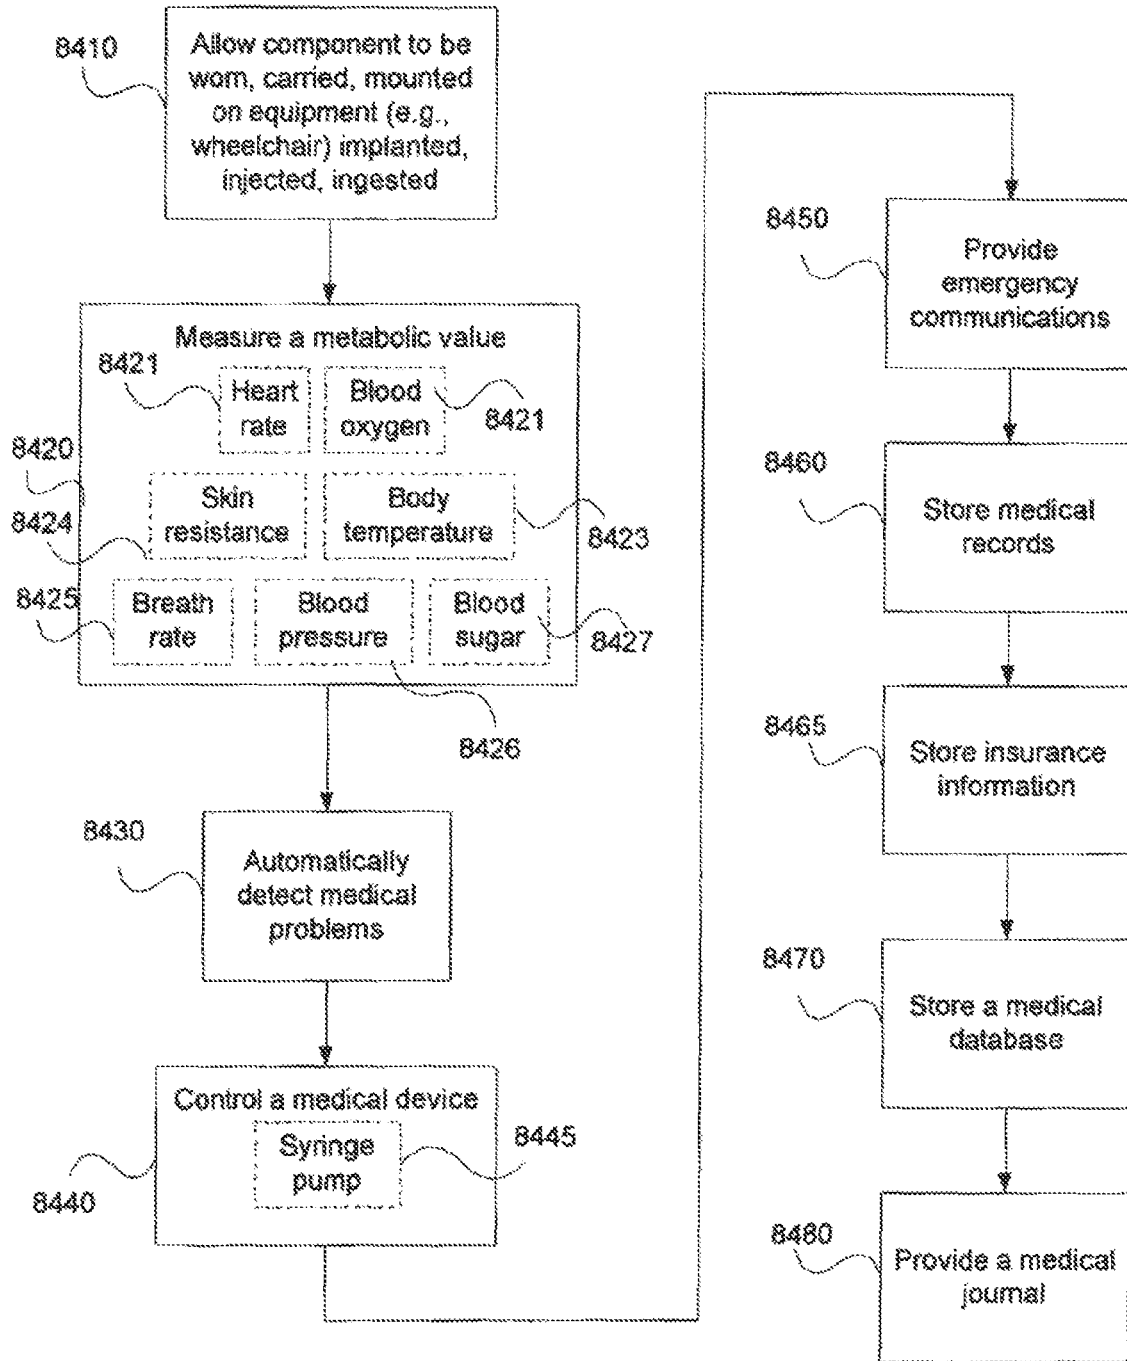 8410
Allow component to be
worn, carried, mounted
on equipment (e.g.,
wheelchair) implanted,
injected, ingested
Measure a metabolic value
8421
Heart
rate
Blood
oxygen
8421
8420
Skin
resistance
8424
Body
temperature
8423
8425
Breath
rate
Blood
pressure
Blood
sugar
8427
8426
8430
Automatically
detect medical
problems
Control a medical device
Syringe
pump
8445
8440
8450
Provide
emergency
communications
8460
Store medical
records
8465
Store insurance
information
8470
Store a medical
database
8480
Provide a medical
journal